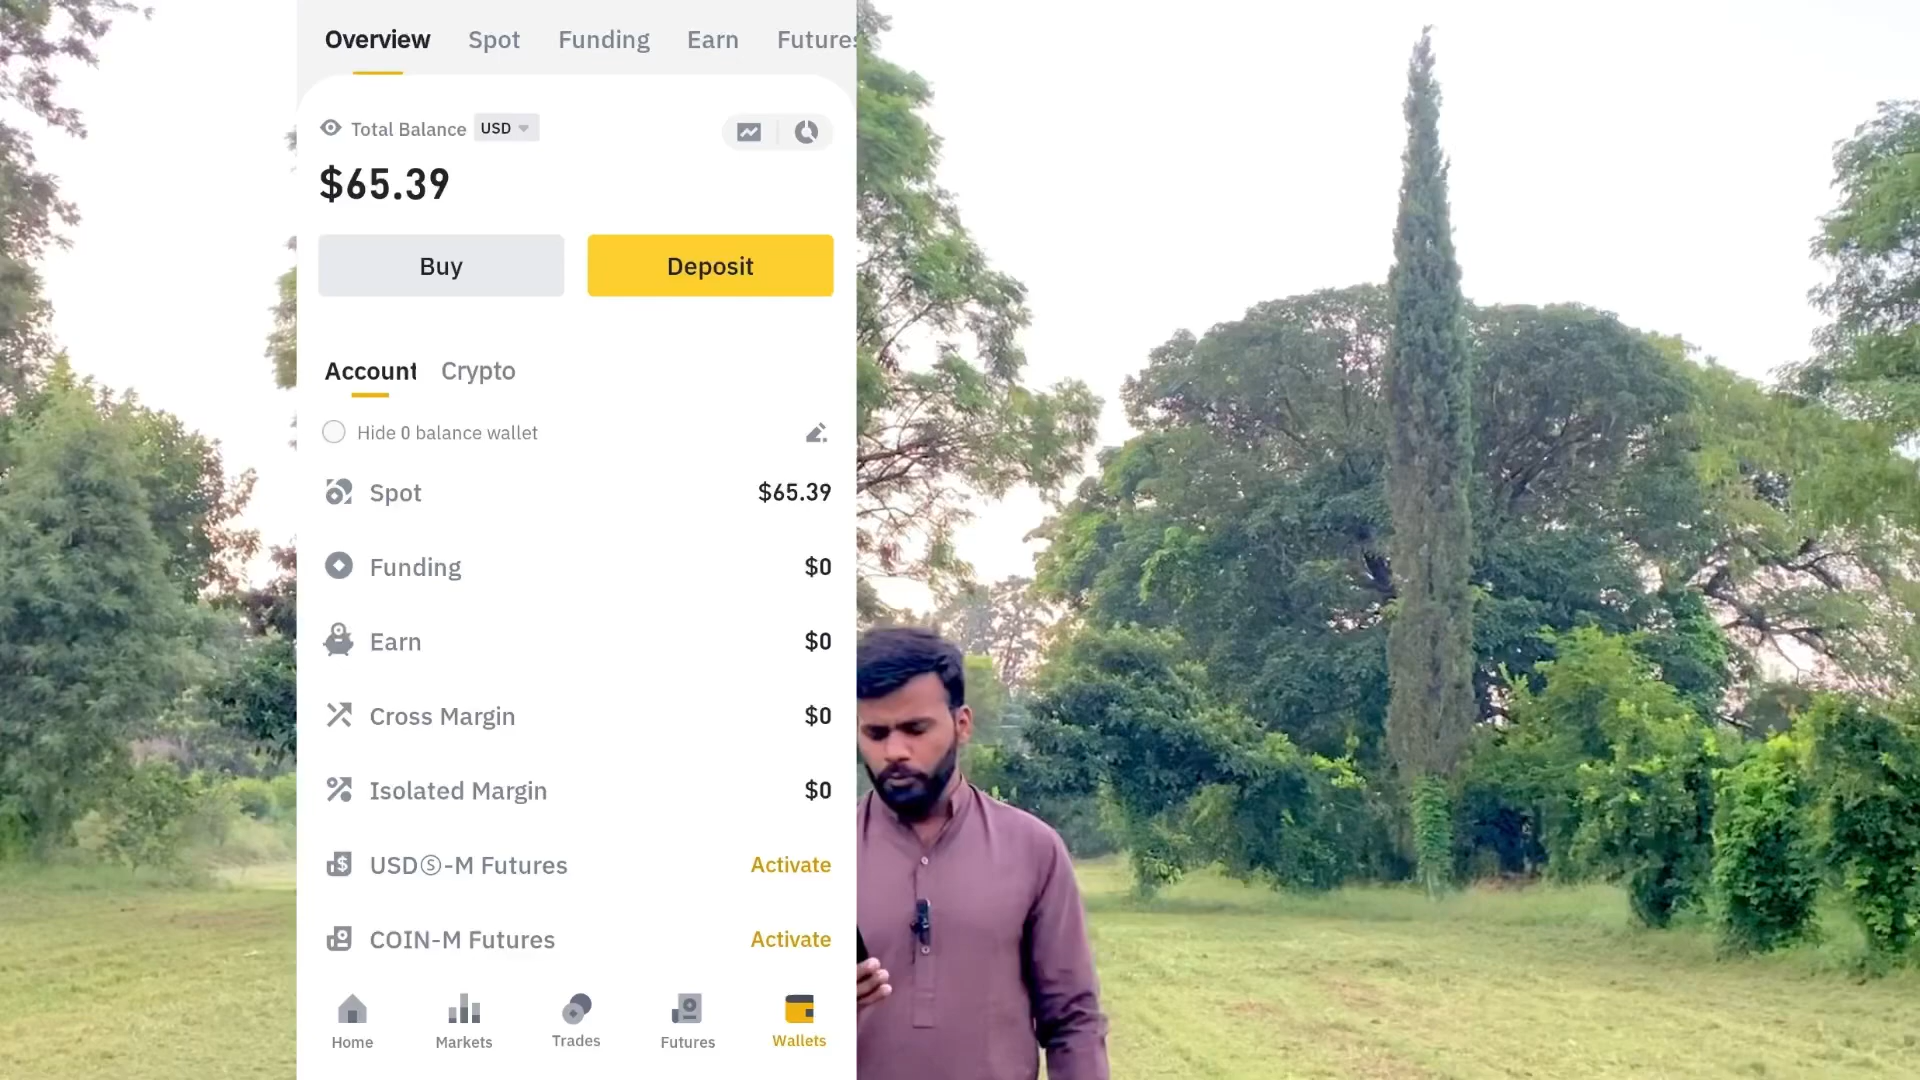 Overview Spot Funding Earn Futures
Total Balance USD
$65.39
Buy Deposit
Account Crypto
Hide 0 balance wallet
Spot $65.39
Funding $0
Earn $0
Cross Margin $0
Isolated Margin $0
USDⓈ-M Futures Activate
COIN-M Futures Activate
Home Markets Trades Futures Wallets